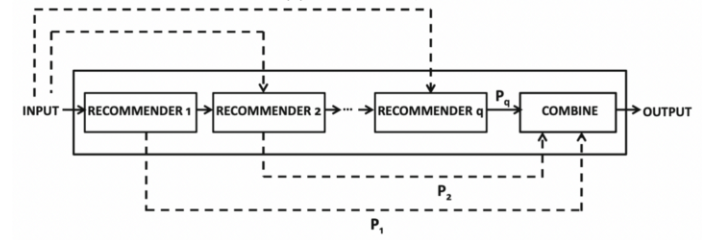 INPUT
RECOMMENDER 1
RECOMMENDER 2
...
RECOMMENDER q
Pq
COMBINE
OUTPUT
P2
P1